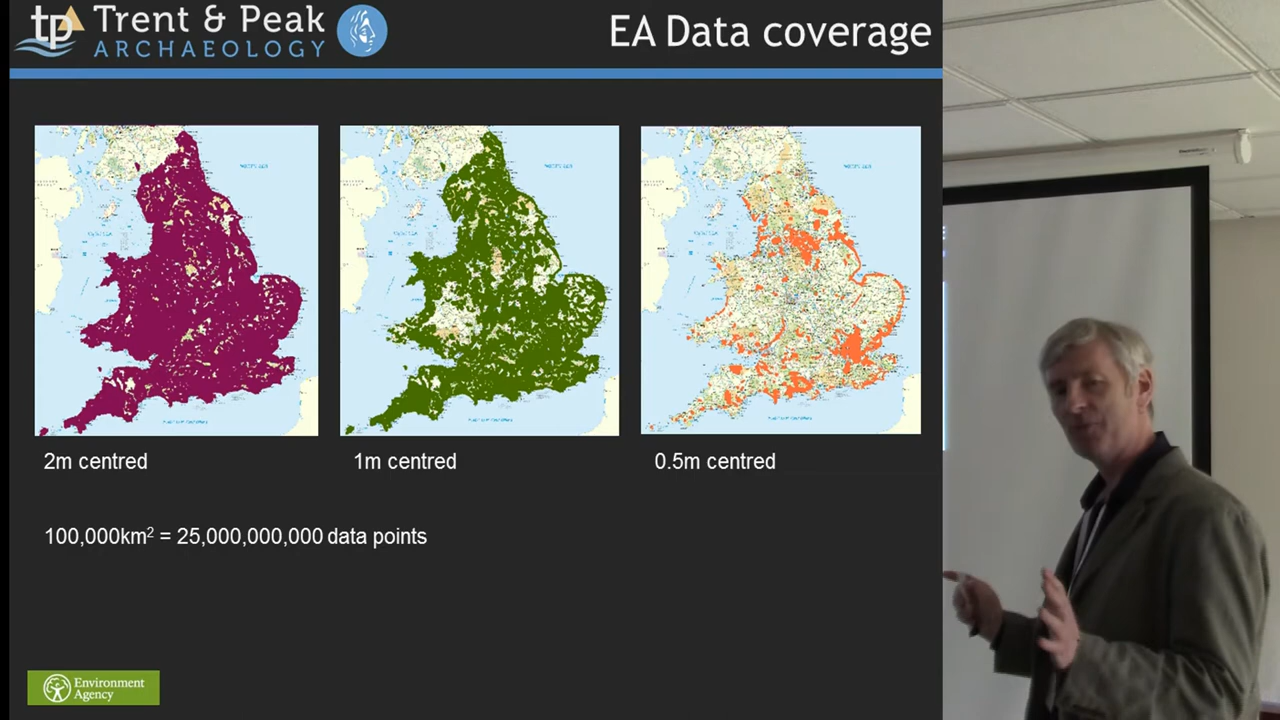 tp Trent & Peak
ARCHAEOLOGY
EA Data coverage
2m centred
1m centred
0.5m centred
100,000km² = 25,000,000,000 data points
Environment
Agency